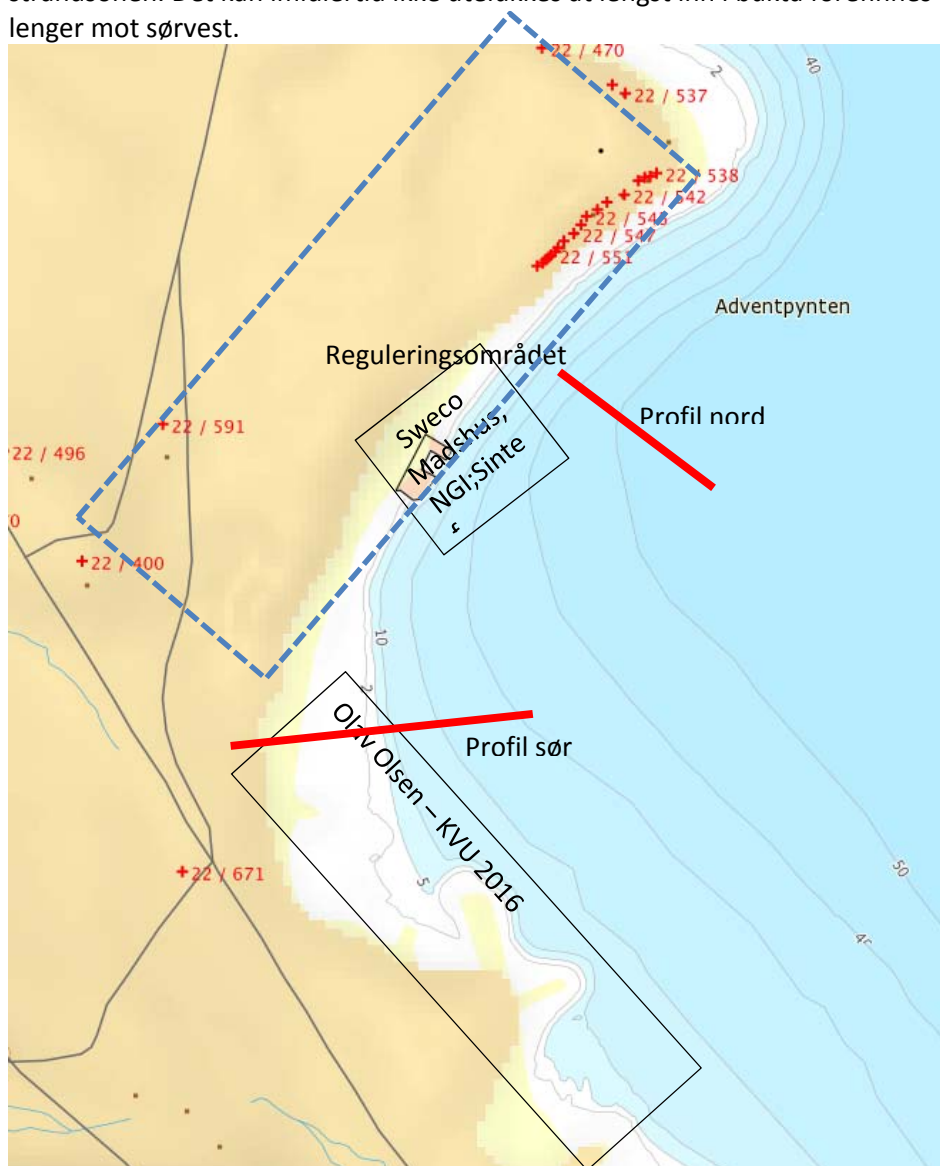 lenger mot sørvest.
2
40
22 / 470
22 / 537
22 / 538
22 / 542
22 / 547
22 / 551
Adventpynten
Reguleringsområdet
Sweco
Madshus,
NGI;Sinte
f
Profil nord
22 / 591
22 / 496
0
22 / 400
10
2
Olav Olsen – KVU 2016
Profil sør
22 / 671
5
50